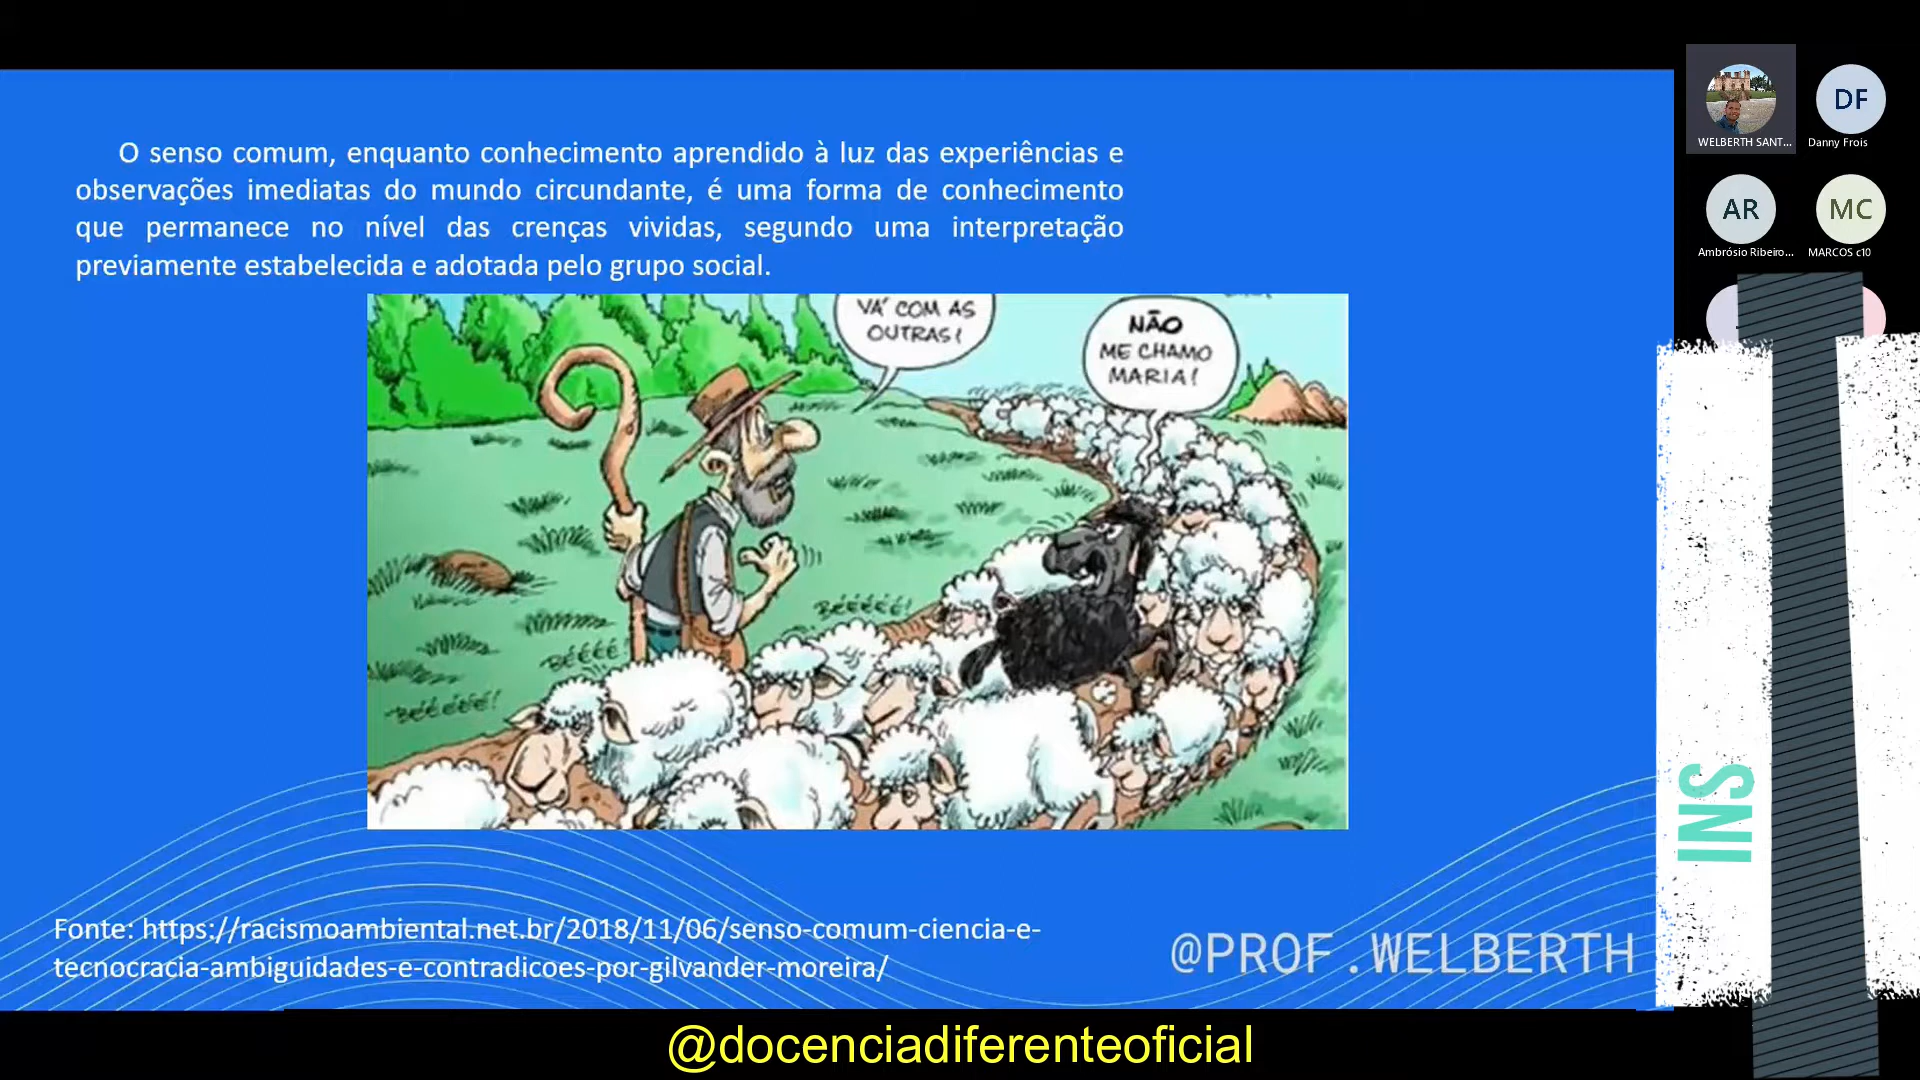 O senso comum, enquanto conhecimento aprendido à luz das experiências e
observações imediatas do mundo circundante, é uma forma de conhecimento
que permanece no nível das crenças vividas, segundo uma interpretação
previamente estabelecida e adotada pelo grupo social.
VÁ COM AS
OUTRAS!
NÃO
ME CHAMO
MARIA!
BÉÉÉÉÉ!
BÉÉÉÉ
BÉÉÉÉÉ!
Fonte: https://racismoambiental.net.br/2018/11/06/senso-comum-ciencia-e-
tecnocracia-ambiguidades-e-contradicoes-por-gilvander-moreira/
@PROF.WELBERTH
@docenciadiferenteoficial
WELBERTH SANT...
DF
Danny Frois
AR
Ambrósio Ribeiro...
MC
MARCOS c10
INS